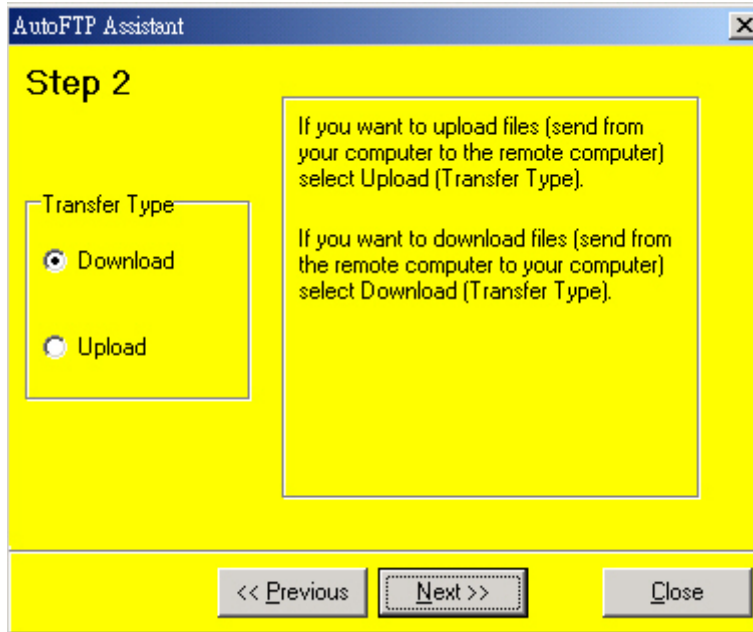 AutoFTP Assistant
Step 2
If you want to upload files (send from
your computer to the remote computer)
select Upload (Transfer Type).
If you want to download files (send from
the remote computer to your computer)
select Download (Transfer Type).
Transfer Type
Download
Upload
<< Previous
Next >>
Close